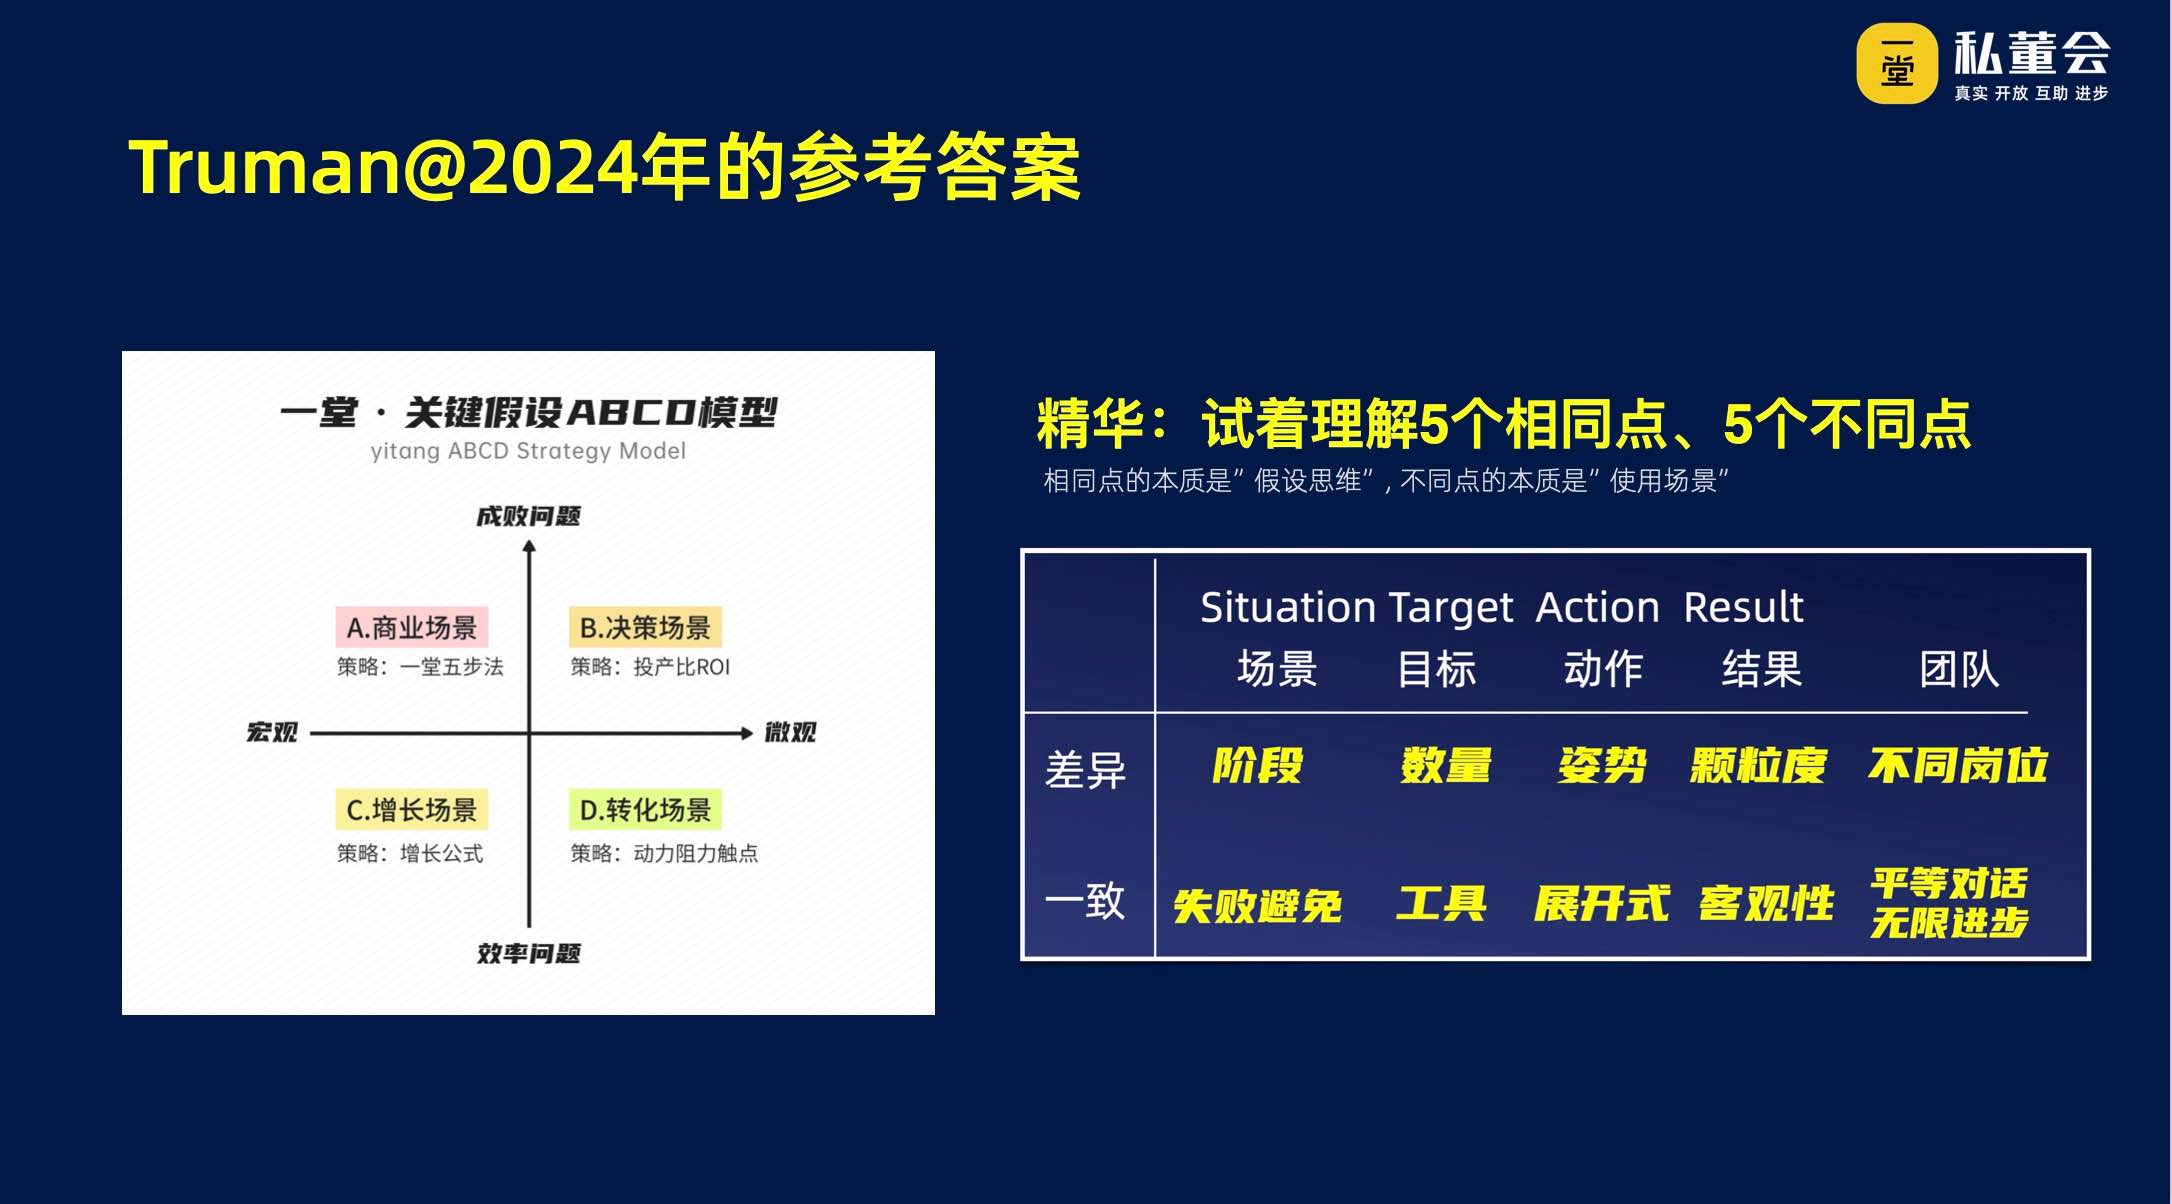 一堂
私董会
真实 开放 互助 进步
Truman@2024年的参考答案
一堂 · 关键假设ABCD模型
yitang ABCD Strategy Model
成败问题
A.商业场景
策略：一堂五步法
B.决策场景
策略：投产比ROI
宏观
微观
C.增长场景
策略：增长公式
D.转化场景
策略：动力阻力触点
效率问题
精华：试着理解5个相同点、5个不同点
相同点的本质是”假设思维”，不同点的本质是”使用场景”
Situation Target Action Result
场景 目标 动作 结果 团队
差异 阶段 数量 姿势 颗粒度 不同岗位
一致 失败避免 工具 展开式 客观性 平等对话
无限进步